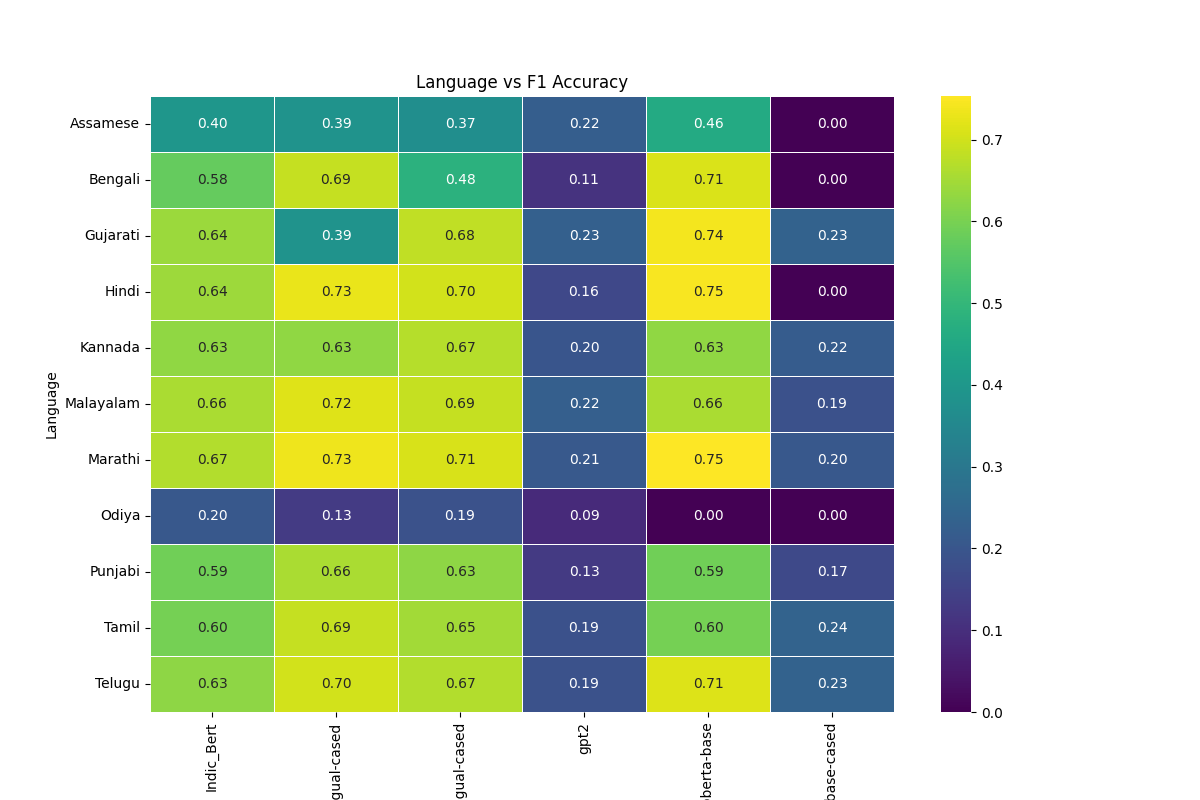 Language vs F1 Accuracy
Assamese 0.40 0.39 0.37 0.22 0.46 0.00
Bengali 0.58 0.69 0.48 0.11 0.71 0.00
Gujarati 0.64 0.39 0.68 0.23 0.74 0.23
Hindi 0.64 0.73 0.70 0.16 0.75 0.00
Kannada 0.63 0.63 0.67 0.20 0.63 0.22
Malayalam 0.66 0.72 0.69 0.22 0.66 0.19
Marathi 0.67 0.73 0.71 0.21 0.75 0.20
Odiya 0.20 0.13 0.19 0.09 0.00 0.00
Punjabi 0.59 0.66 0.63 0.13 0.59 0.17
Tamil 0.60 0.69 0.65 0.19 0.60 0.24
Telugu 0.63 0.70 0.67 0.19 0.71 0.23
Language
Indic_Bert
gual-cased
gual-cased
gpt2
berta-base
base-cased
0.7
0.6
0.5
0.4
0.3
0.2
0.1
0.0